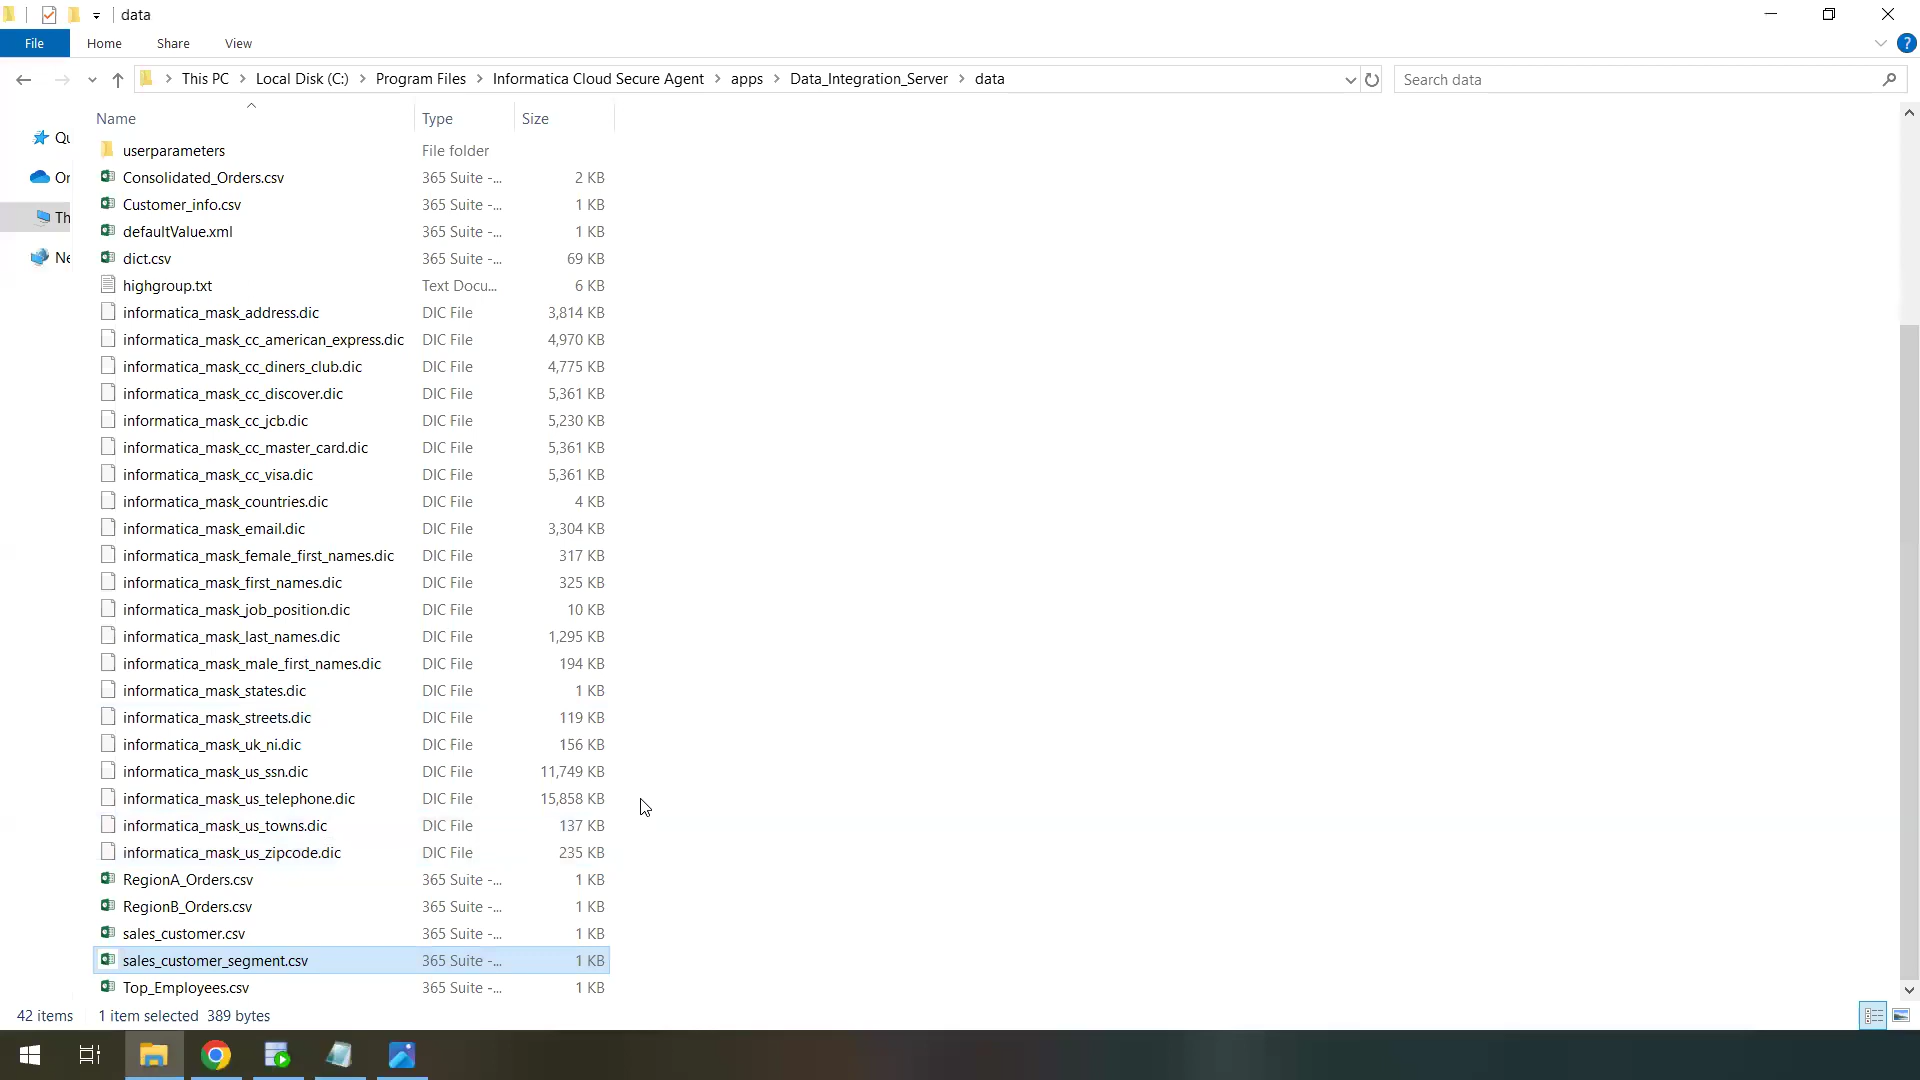 data
File Home Share View
This PC Local Disk (C:) Program Files Informatica Cloud Secure Agent apps Data_Integration_Server data Search data
Name Type Size
Qu
Or
Th
Ne
userparameters File folder
Consolidated_Orders.csv 365 Suite -... 2 KB
Customer_info.csv 365 Suite -... 1 KB
defaultValue.xml 365 Suite -... 1 KB
dict.csv 365 Suite -... 69 KB
highgroup.txt Text Docu... 6 KB
informatica_mask_address.dic DIC File 3,814 KB
informatica_mask_cc_american_express.dic DIC File 4,970 KB
informatica_mask_cc_diners_club.dic DIC File 4,775 KB
informatica_mask_cc_discover.dic DIC File 5,361 KB
informatica_mask_cc_jcb.dic DIC File 5,230 KB
informatica_mask_cc_master_card.dic DIC File 5,361 KB
informatica_mask_cc_visa.dic DIC File 5,361 KB
informatica_mask_countries.dic DIC File 4 KB
informatica_mask_email.dic DIC File 3,304 KB
informatica_mask_female_first_names.dic DIC File 317 KB
informatica_mask_first_names.dic DIC File 325 KB
informatica_mask_job_position.dic DIC File 10 KB
informatica_mask_last_names.dic DIC File 1,295 KB
informatica_mask_male_first_names.dic DIC File 194 KB
informatica_mask_states.dic DIC File 1 KB
informatica_mask_streets.dic DIC File 119 KB
informatica_mask_uk_ni.dic DIC File 156 KB
informatica_mask_us_ssn.dic DIC File 11,749 KB
informatica_mask_us_telephone.dic DIC File 15,858 KB
informatica_mask_us_towns.dic DIC File 137 KB
informatica_mask_us_zipcode.dic DIC File 235 KB
RegionA_Orders.csv 365 Suite -... 1 KB
RegionB_Orders.csv 365 Suite -... 1 KB
sales_customer.csv 365 Suite -... 1 KB
sales_customer_segment.csv 365 Suite -... 1 KB
Top_Employees.csv 365 Suite -... 1 KB
42 items 1 item selected 389 bytes